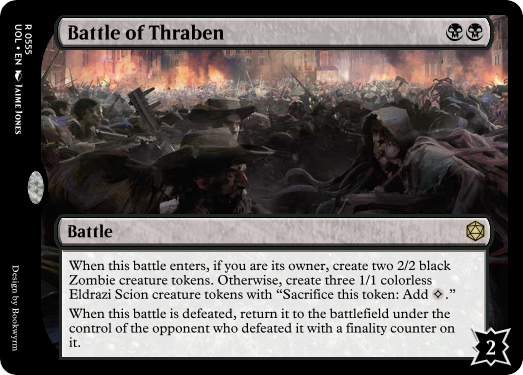 Battle of Thraben
R 0555
UOL • EN JAIME JONES
Battle
When this battle enters, if you are its owner, create two 2/2 black
Zombie creature tokens. Otherwise, create three 1/1 colorless
Eldrazi Scion creature tokens with “Sacrifice this token: Add .”
When this battle is defeated, return it to the battlefield under the
control of the opponent who defeated it with a finality counter on
it.
Design by Bookwyrm
2